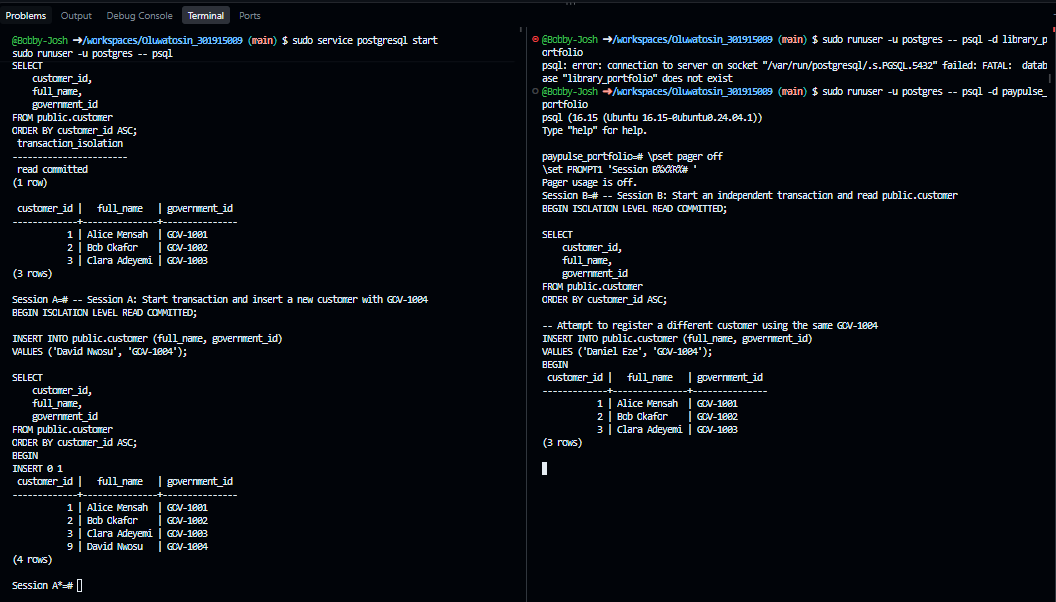 Problems Output Debug Console Terminal Ports
@Bobby-Josh ➜/workspaces/Oluwatosin_301915009 (main) $ sudo service postgresql start
sudo runuser -u postgres -- psql
SELECT
    customer_id,
    full_name,
    government_id
FROM public.customer
ORDER BY customer_id ASC;
 transaction_isolation
-----------------------
 read committed
(1 row)

 customer_id |   full_name   | government_id
-------------+---------------+---------------
           1 | Alice Mensah  | GOV-1001
           2 | Bob Okafor    | GOV-1002
           3 | Clara Adeyemi | GOV-1003
(3 rows)

Session A=# -- Session A: Start transaction and insert a new customer with GOV-1004
BEGIN ISOLATION LEVEL READ COMMITTED;

INSERT INTO public.customer (full_name, government_id)
VALUES ('David Nwosu', 'GOV-1004');

SELECT
    customer_id,
    full_name,
    government_id
FROM public.customer
ORDER BY customer_id ASC;
BEGIN
INSERT 0 1
 customer_id |   full_name   | government_id
-------------+---------------+---------------
           1 | Alice Mensah  | GOV-1001
           2 | Bob Okafor    | GOV-1002
           3 | Clara Adeyemi | GOV-1003
           9 | David Nwosu   | GOV-1004
(4 rows)

Session A*=#
@Bobby-Josh ➜/workspaces/Oluwatosin_301915009 (main) $ sudo runuser -u postgres -- psql -d library_p
ortfolio
psql: error: connection to server on socket "/var/run/postgresql/.s.PGSQL.5432" failed: FATAL:  datab
ase "library_portfolio" does not exist
@Bobby-Josh ➜/workspaces/Oluwatosin_301915009 (main) $ sudo runuser -u postgres -- psql -d paypulse_
portfolio
psql (16.15 (Ubuntu 16.15-0ubuntu0.24.04.1))
Type "help" for help.

paypulse_portfolio=# \pset pager off
\set PROMPT1 'Session B%x%R%# '
Pager usage is off.
Session B=# -- Session B: Start an independent transaction and read public.customer
BEGIN ISOLATION LEVEL READ COMMITTED;

SELECT
    customer_id,
    full_name,
    government_id
FROM public.customer
ORDER BY customer_id ASC;

-- Attempt to register a different customer using the same GOV-1004
INSERT INTO public.customer (full_name, government_id)
VALUES ('Daniel Eze', 'GOV-1004');
BEGIN
 customer_id |   full_name   | government_id
-------------+---------------+---------------
           1 | Alice Mensah  | GOV-1001
           2 | Bob Okafor    | GOV-1002
           3 | Clara Adeyemi | GOV-1003
(3 rows)